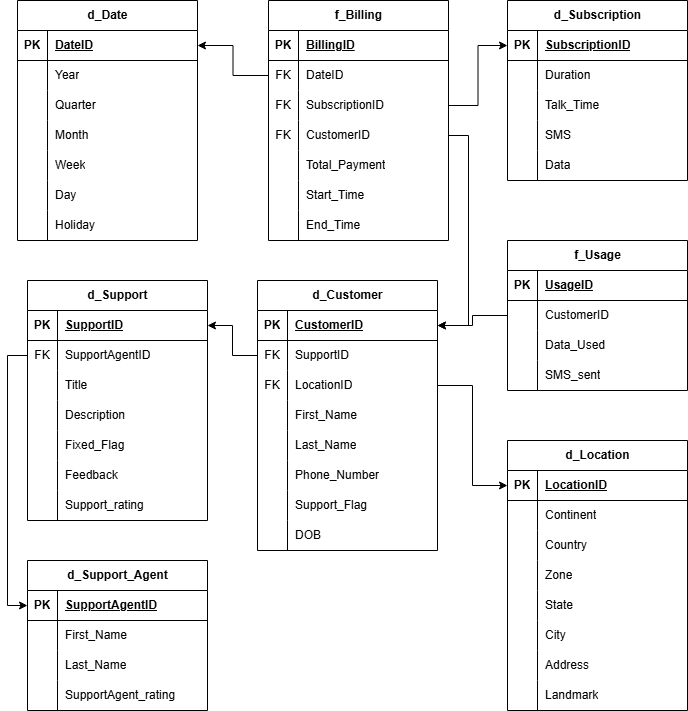 d_Date
PK DateID
Year
Quarter
Month
Week
Day
Holiday
f_Billing
PK BillingID
FK DateID
FK SubscriptionID
FK CustomerID
Total_Payment
Start_Time
End_Time
d_Subscription
PK SubscriptionID
Duration
Talk_Time
SMS
Data
f_Usage
PK UsageID
CustomerID
Data_Used
SMS_sent
d_Support
PK SupportID
FK SupportAgentID
Title
Description
Fixed_Flag
Feedback
Support_rating
d_Customer
PK CustomerID
FK SupportID
FK LocationID
First_Name
Last_Name
Phone_Number
Support_Flag
DOB
d_Location
PK LocationID
Continent
Country
Zone
State
City
Address
Landmark
d_Support_Agent
PK SupportAgentID
First_Name
Last_Name
SupportAgent_rating